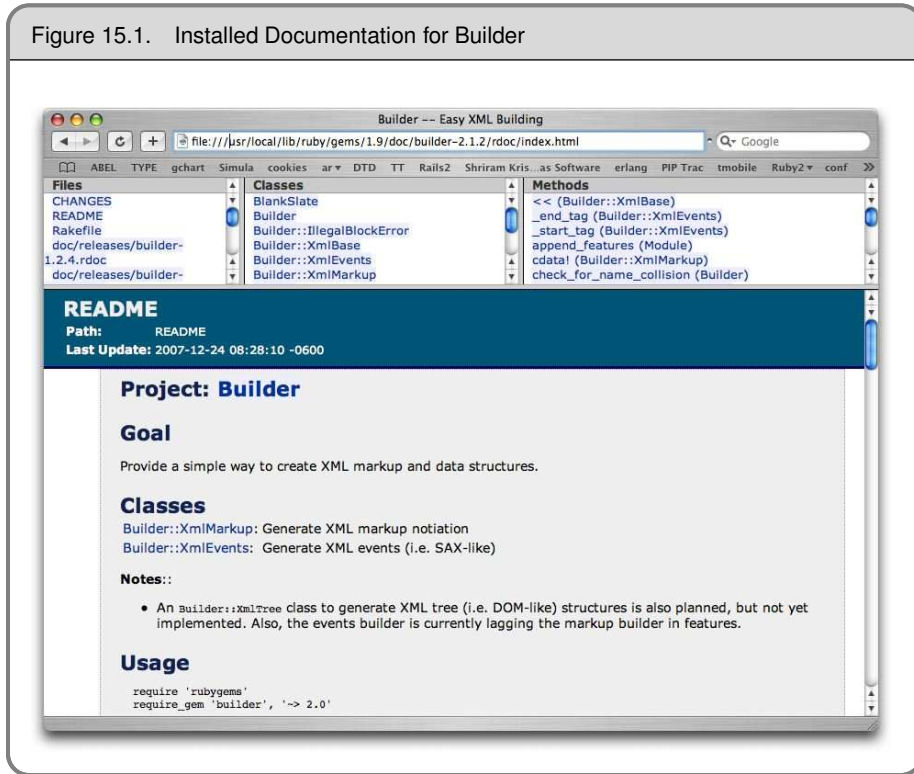 Figure 15.1. Installed Documentation for Builder
Builder -- Easy XML Building
file:///usr/local/lib/ruby/gems/1.9/doc/builder-2.1.2/rdoc/index.html
Google
ABEL TYPE gchart Simula cookies ar DTD TT Rails2 Shriram Kris...as Software erlang PIP Trac tmobile Ruby2 conf
Files
CHANGES
README
Rakefile
doc/releases/builder-
1.2.4.rdoc
doc/releases/builder-
Classes
BlankSlate
Builder
Builder::IllegalBlockError
Builder::XmlBase
Builder::XmlEvents
Builder::XmlMarkup
Methods
<< (Builder::XmlBase)
_end_tag (Builder::XmlEvents)
_start_tag (Builder::XmlEvents)
append_features (Module)
cdata! (Builder::XmlMarkup)
check_for_name_collision (Builder)
README
Path: README
Last Update: 2007-12-24 08:28:10 -0600
Project: Builder
Goal
Provide a simple way to create XML markup and data structures.
Classes
Builder::XmlMarkup: Generate XML markup notiation
Builder::XmlEvents: Generate XML events (i.e. SAX-like)
Notes::
• An Builder::XmlTree class to generate XML tree (i.e. DOM-like) structures is also planned, but not yet
implemented. Also, the events builder is currently lagging the markup builder in features.
Usage
require 'rubygems'
require_gem 'builder', '~> 2.0'